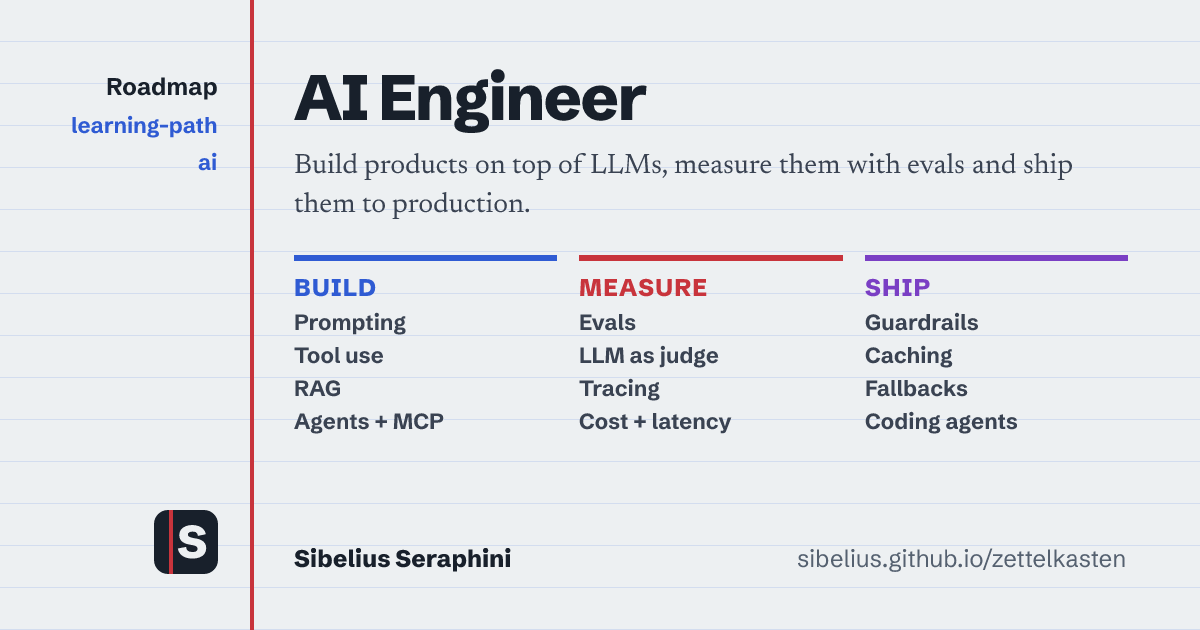 Roadmap
learning-path
ai
AI Engineer
Build products on top of LLMs, measure them with evals and ship
them to production.
BUILD
Prompting
Tool use
RAG
Agents + MCP
MEASURE
Evals
LLM as judge
Tracing
Cost + latency
SHIP
Guardrails
Caching
Fallbacks
Coding agents
S
Sibelius Seraphini
sibelius.github.io/zettelkasten